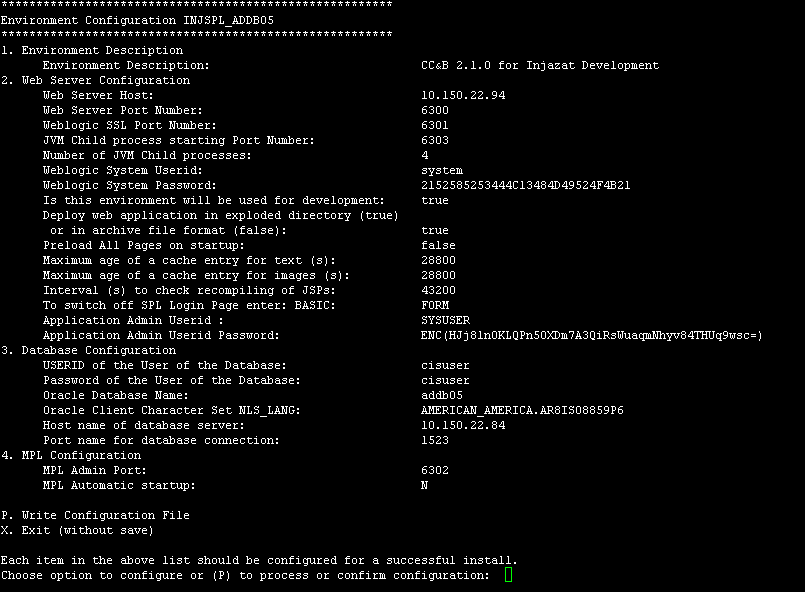 ********************************************************
Environment Configuration INJSPL_ADDB05
********************************************************
1. Environment Description
Environment Description: CC&B 2.1.0 for Injazat Development
2. Web Server Configuration
Web Server Host: 10.150.22.94
Web Server Port Number: 6300
Weblogic SSL Port Number: 6301
JVM Child process starting Port Number: 6303
Number of JVM Child processes: 4
Weblogic System Userid: system
Weblogic System Password: 2152585253444C13484D49524F4B21
Is this environment will be used for development: true
Deploy web application in exploded directory (true)
or in archive file format (false): true
Preload All Pages on startup: false
Maximum age of a cache entry for text (s): 28800
Maximum age of a cache entry for images (s): 28800
Interval (s) to check recompiling of JSPs: 43200
To switch off SPL Login Page enter: BASIC: FORM
Application Admin Userid : SYSUSER
Application Admin Userid Password: ENC(HJj8ln0KLQPn50XDm7A3QiRsWuaqmNhyv84THUq9wsc=)
3. Database Configuration
USERID of the User of the Database: cisuser
Password of the User of the Database: cisuser
Oracle Database Name: addb05
Oracle Client Character Set NLS_LANG: AMERICAN_AMERICA.AR8ISO8859P6
Host name of database server: 10.150.22.84
Port name for database connection: 1523
4. MPL Configuration
MPL Admin Port: 6302
MPL Automatic startup: N
P. Write Configuration File
X. Exit (without save)
Each item in the above list should be configured for a successful install.
Choose option to configure or (P) to process or confirm configuration: